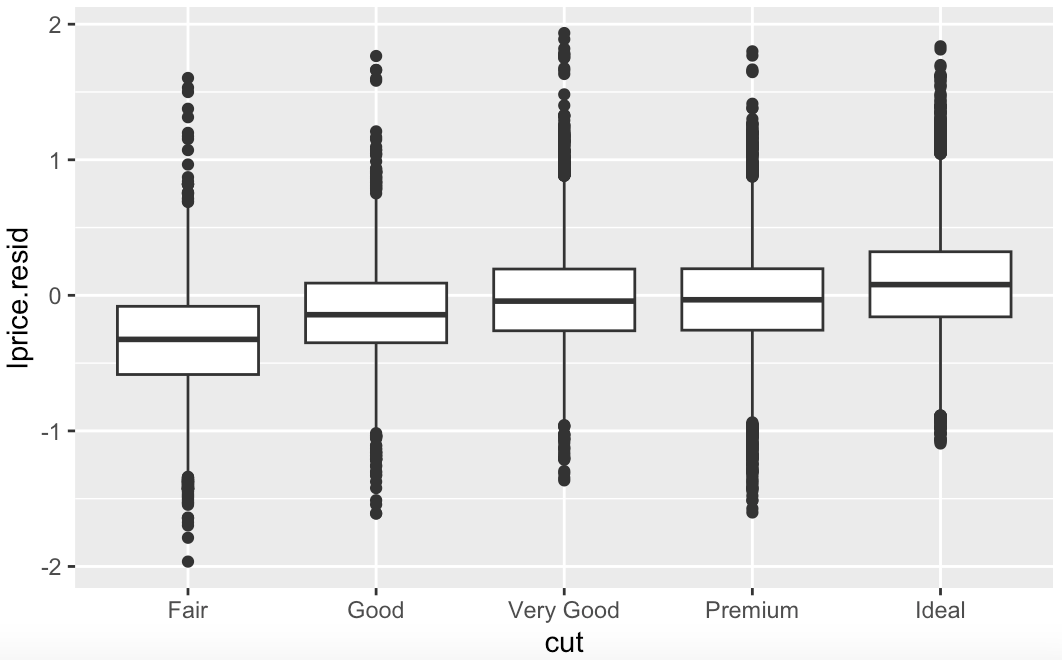 lprice.resid
2
1
0
-1
-2
Fair
Good
Very Good
Premium
Ideal
cut